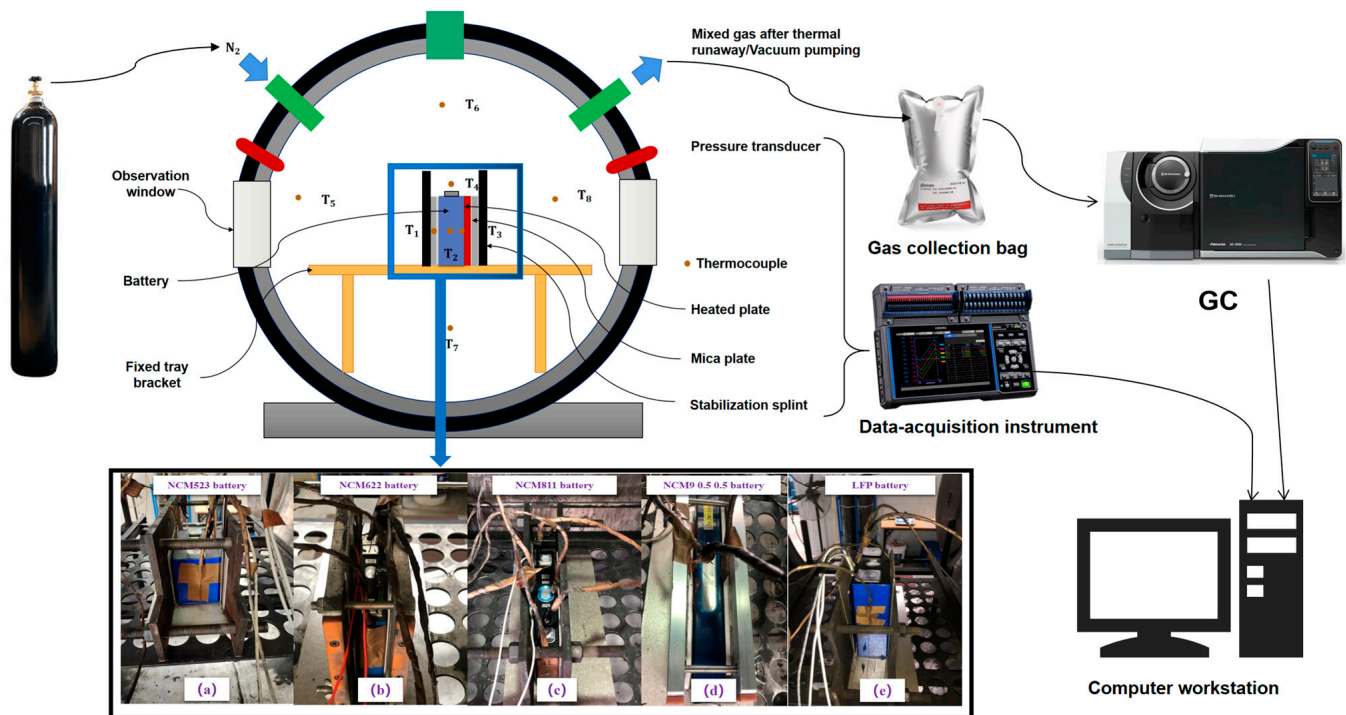 N₂
Mixed gas after thermal
runaway/Vacuum pumping
T₆
Observation
window
T₅
T₄
T₈
T₁
T₃
T₂
Pressure transducer
Gas collection bag
GC
Battery
Thermocouple
Heated plate
T₇
Fixed tray
bracket
Mica plate
Stabilization splint
Data-acquisition instrument
NCM523 battery
NCM622 battery
NCM811 battery
NCM9 0.5 0.5 battery
LFP battery
(a)
(b)
(c)
(d)
(e)
Computer workstation